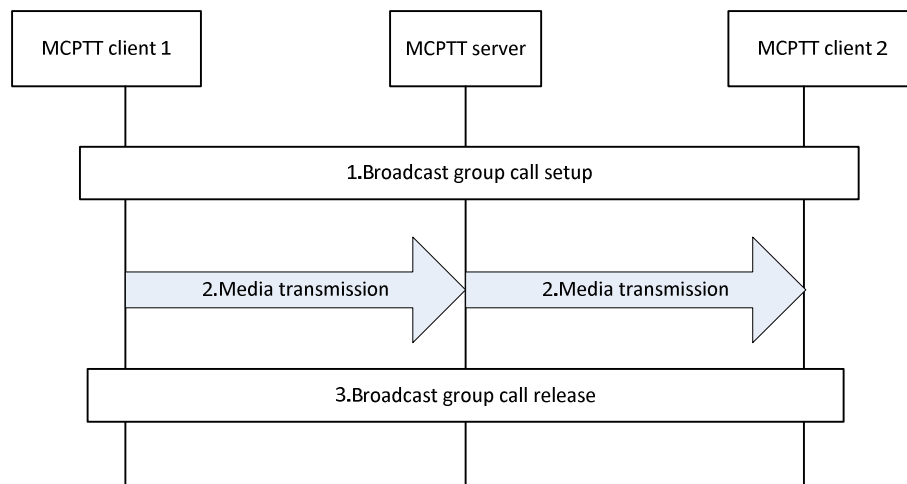 MCPTT client 1
MCPTT server
MCPTT client 2
1.Broadcast group call setup
2.Media transmission
2.Media transmission
3.Broadcast group call release